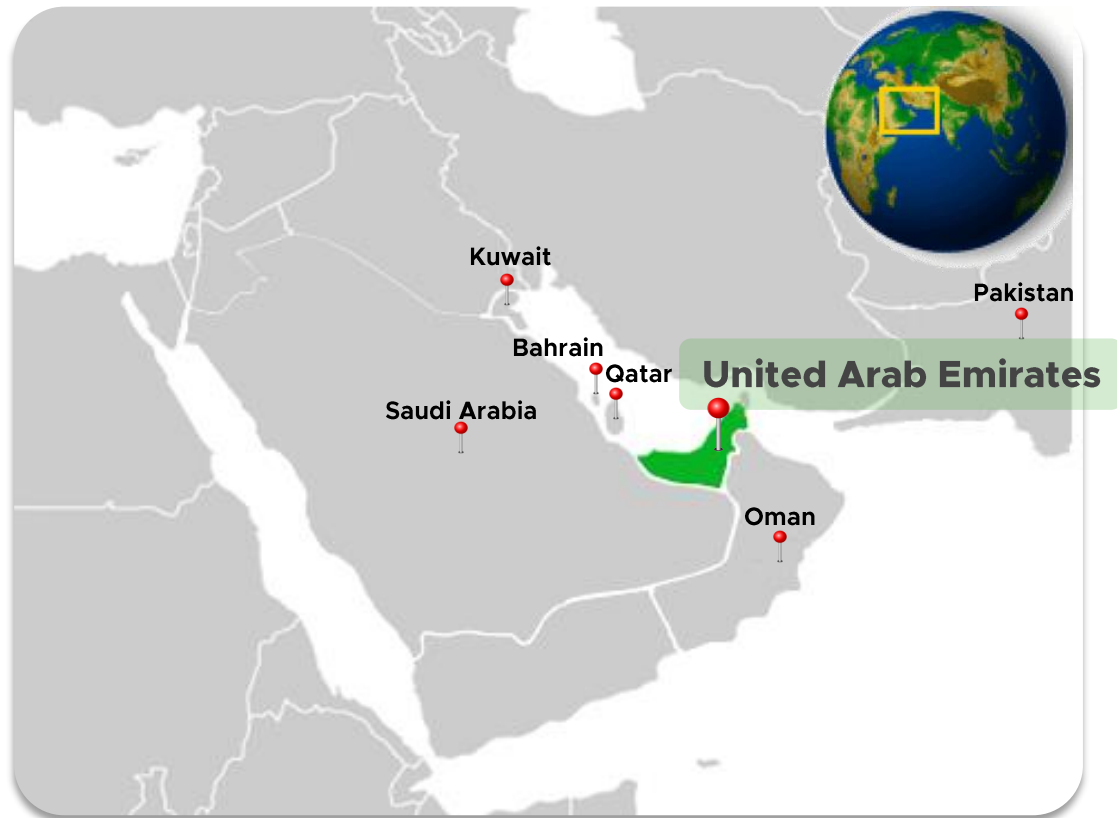 Kuwait
Pakistan
Bahrain
Qatar
United Arab Emirates
Saudi Arabia
Oman